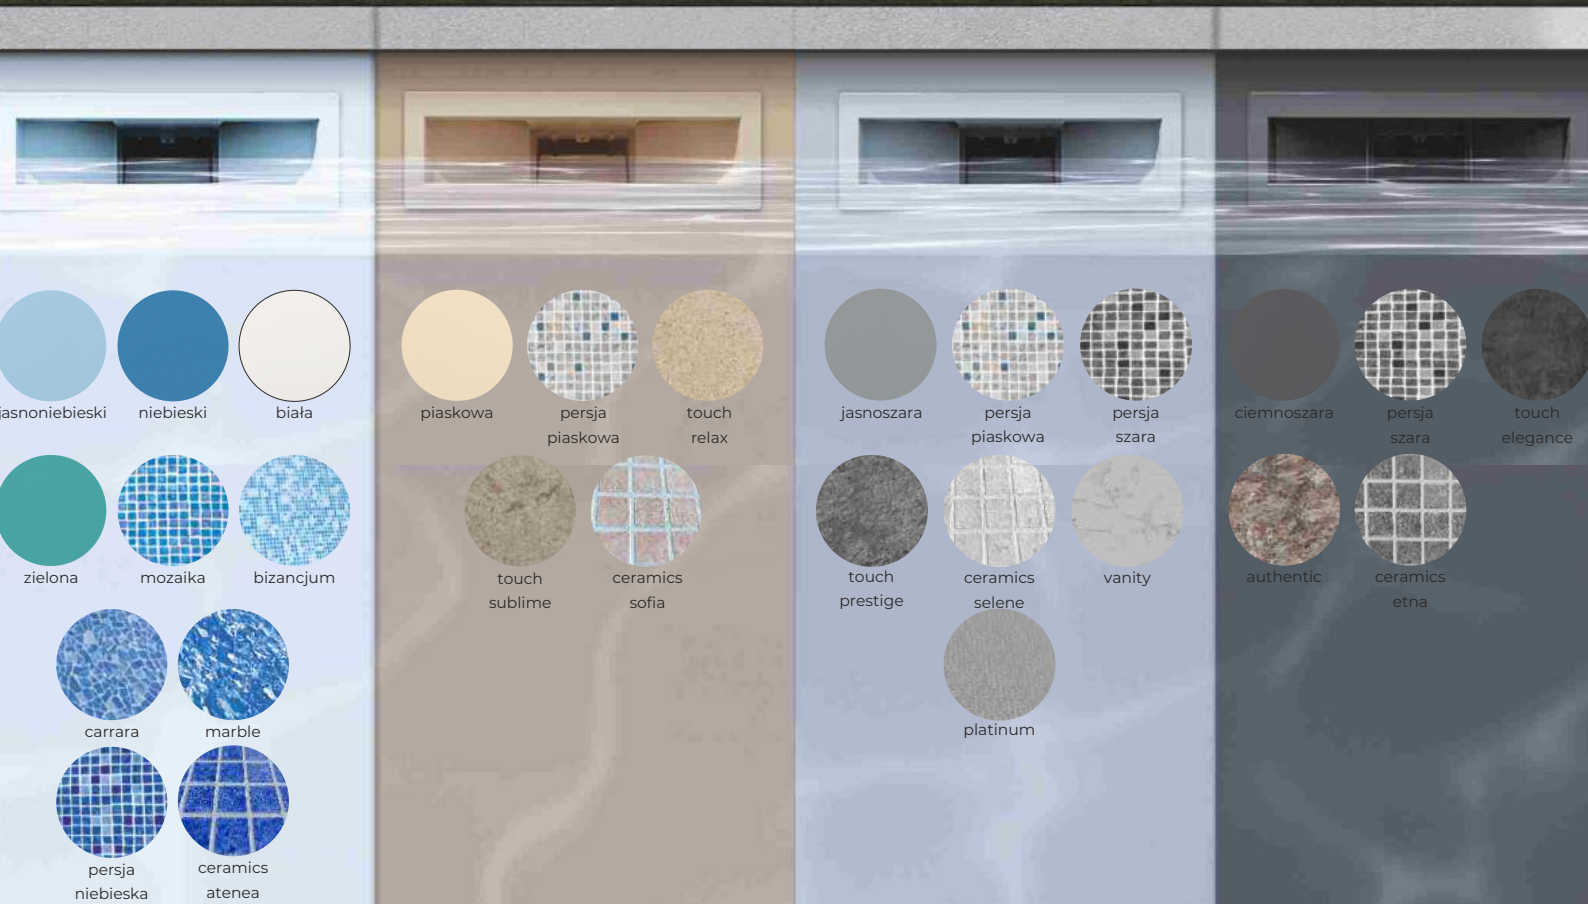 jasnoniebieski
niebieski
biała
zielona
mozaika
bizancjum
carrara
marble
persja
niebieska
ceramics
atenea
piaskowa
persja
piaskowa
touch
relax
touch
sublime
ceramics
sofia
jasnoszara
persja
piaskowa
persja
szara
touch
prestige
ceramics
selene
vanity
platinum
ciemnoszara
persja
szara
touch
elegance
authentic
ceramics
etna